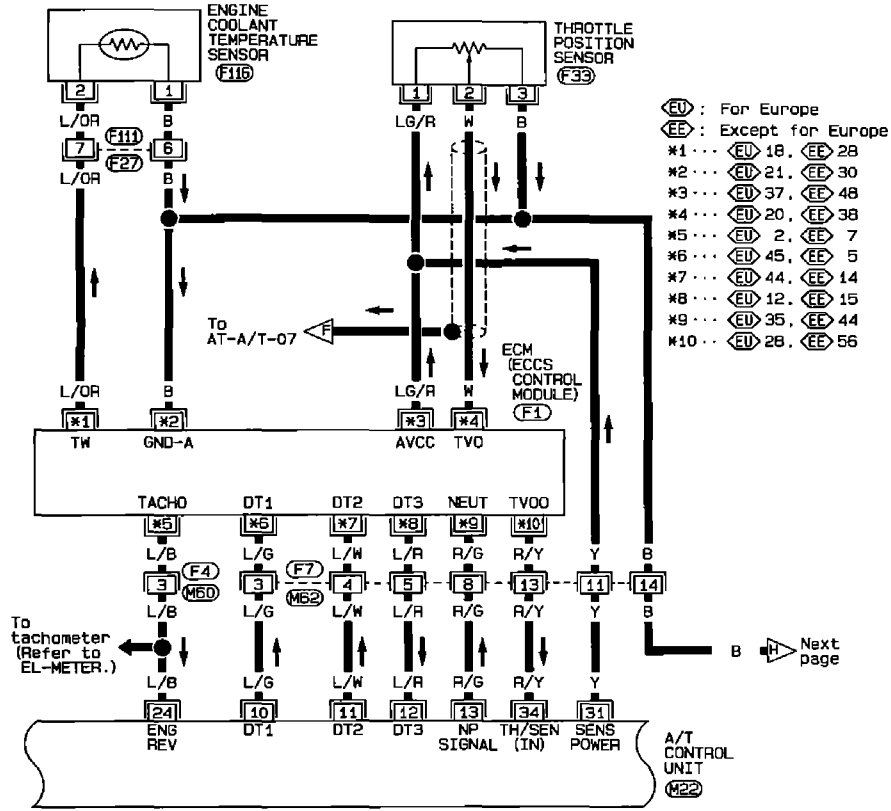 ENGINE
COOLANT
TEMPERATURE
SENSOR
F116
THROTTLE
POSITION
SENSOR
F33
2 1
1 2 3
L/OR B
LG/R W B
7 F111 6
F27
L/OR B
EU : For Europe
EE : Except for Europe
*1 ··· EU 18, EE 28
*2 ··· EU 21, EE 30
*3 ··· EU 37, EE 48
*4 ··· EU 20, EE 38
*5 ··· EU 2, EE 7
*6 ··· EU 45, EE 5
*7 ··· EU 44, EE 14
*8 ··· EU 12, EE 15
*9 ··· EU 35, EE 44
*10 ·· EU 28, EE 56
To
AT-A/T-07
F
ECM
(ECCS
CONTROL
MODULE)
F1
L/OR B LG/R W
*1 *2 *3 *4
TW GND-A AVCC TVO
TACHO DT1 DT2 DT3 NEUT TVOO
*5 *6 *7 *8 *9 *10
L/B L/G L/W L/R R/G R/Y Y B
3 F4 3 F7 4 5 8 13 11 14
M50 M62
L/B L/G L/W L/R R/G R/Y Y B
To
tachometer
(Refer to
EL-METER.)
B H Next
page
L/B L/G L/W L/R R/G R/Y Y
24 10 11 12 13 34 31
ENG
REV
DT1
DT2
DT3
NP
SIGNAL
TH/SEN
(IN)
SENS
POWER
A/T
CONTROL
UNIT
M22